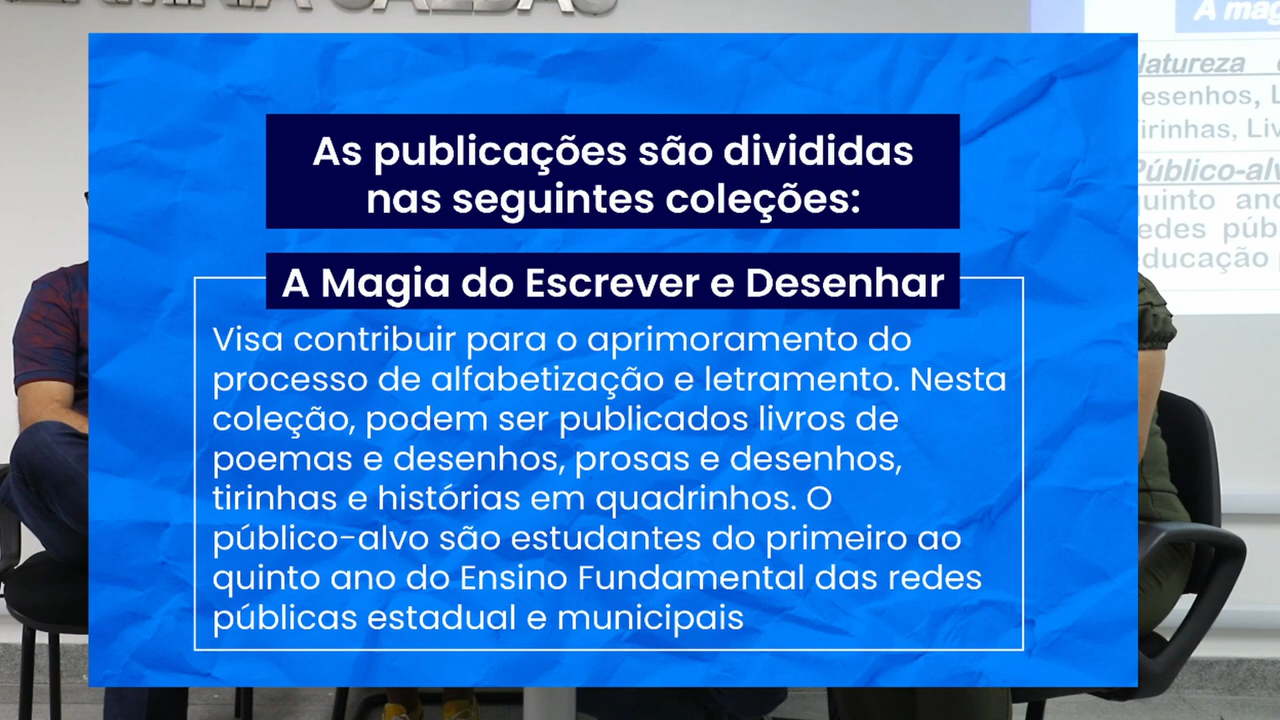 As publicações são divididas
nas seguintes coleções:
A Magia do Escrever e Desenhar
Visa contribuir para o aprimoramento do
processo de alfabetização e letramento. Nesta
coleção, podem ser publicados livros de
poemas e desenhos, prosas e desenhos,
tirinhas e histórias em quadrinhos. O
público-alvo são estudantes do primeiro ao
quinto ano do Ensino Fundamental das redes
públicas estadual e municipais